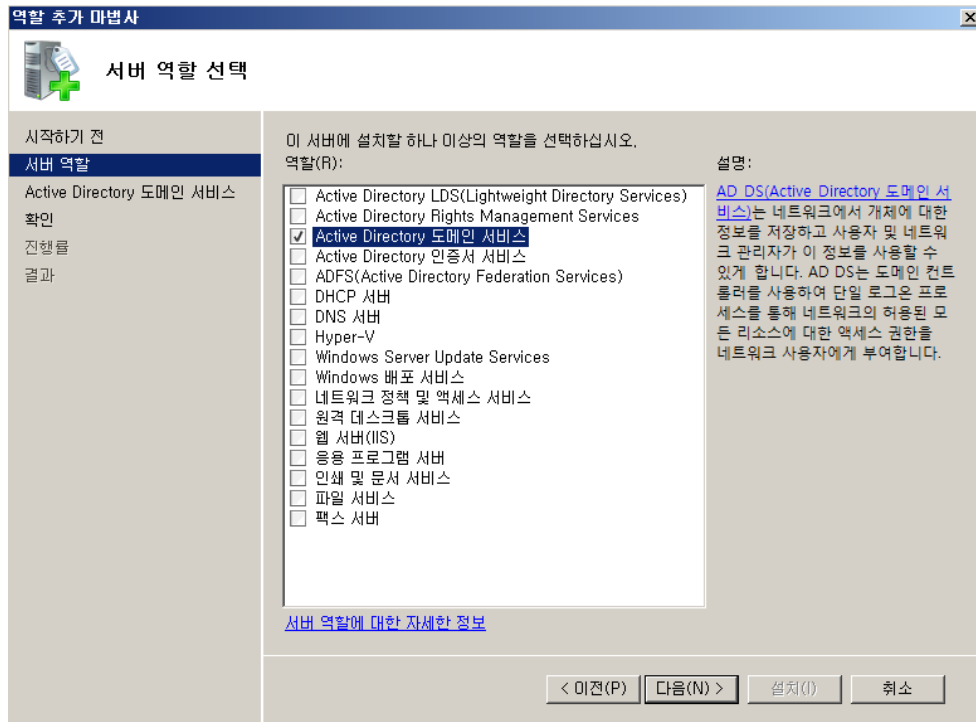 역할 추가 마법사
서버 역할 선택
시작하기 전
서버 역할
Active Directory 도메인 서비스
확인
진행률
결과
이 서버에 설치할 하나 이상의 역할을 선택하십시오.
역할(R):
Active Directory LDS(Lightweight Directory Services)
Active Directory Rights Management Services
Active Directory 도메인 서비스
Active Directory 인증서 서비스
ADFS(Active Directory Federation Services)
DHCP 서버
DNS 서버
Hyper-V
Windows Server Update Services
Windows 배포 서비스
네트워크 정책 및 액세스 서비스
원격 데스크톱 서비스
웹 서버(IIS)
응용 프로그램 서버
인쇄 및 문서 서비스
파일 서비스
팩스 서버
서버 역할에 대한 자세한 정보
설명:
AD DS(Active Directory 도메인 서
비스)는 네트워크에서 개체에 대한
정보를 저장하고 사용자 및 네트워
크 관리자가 이 정보를 사용할 수
있게 합니다. AD DS는 도메인 컨트
롤러를 사용하여 단일 로그온 프로
세스를 통해 네트워크의 허용된 모
든 리소스에 대한 액세스 권한을
네트워크 사용자에게 부여합니다.
< 이전(P)
다음(N) >
설치(I)
취소